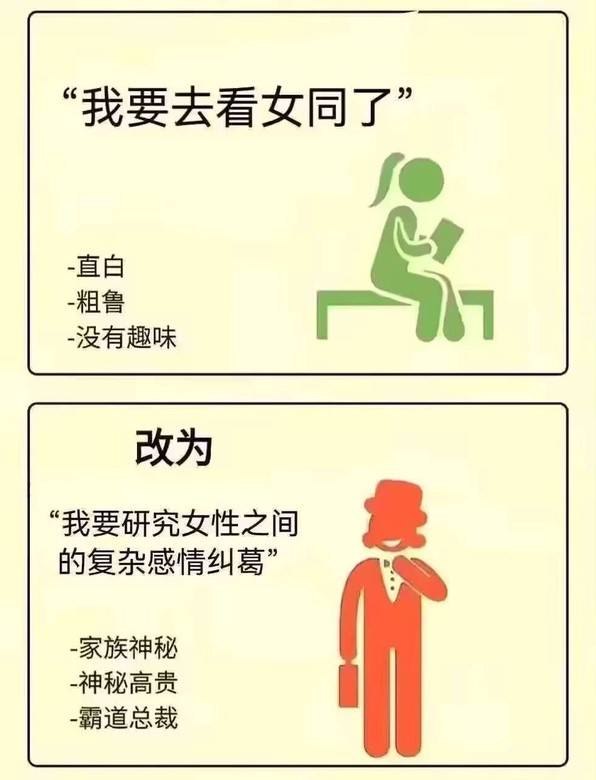 “我要去看女同了”
-直白
-粗鲁
-没有趣味
改为
“我要研究女性之间
的复杂感情纠葛”
-家族神秘
-神秘高贵
-霸道总裁